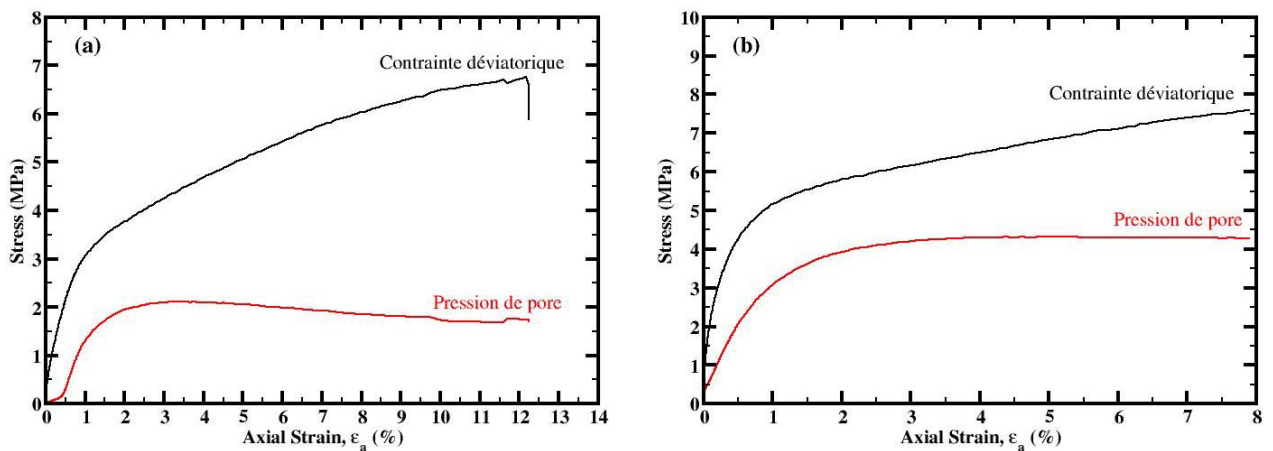 (a)
Contrainte déviatorique
Pression de pore
Stress (MPa)
8
7
6
5
4
3
2
1
0
0 1 2 3 4 5 6 7 8 9 10 11 12 13 14
Axial Strain, εa (%)
(b)
Contrainte déviatorique
Pression de pore
Stress (MPa)
10
9
8
7
6
5
4
3
2
1
0
0 1 2 3 4 5 6 7 8
Axial Strain, εa (%)